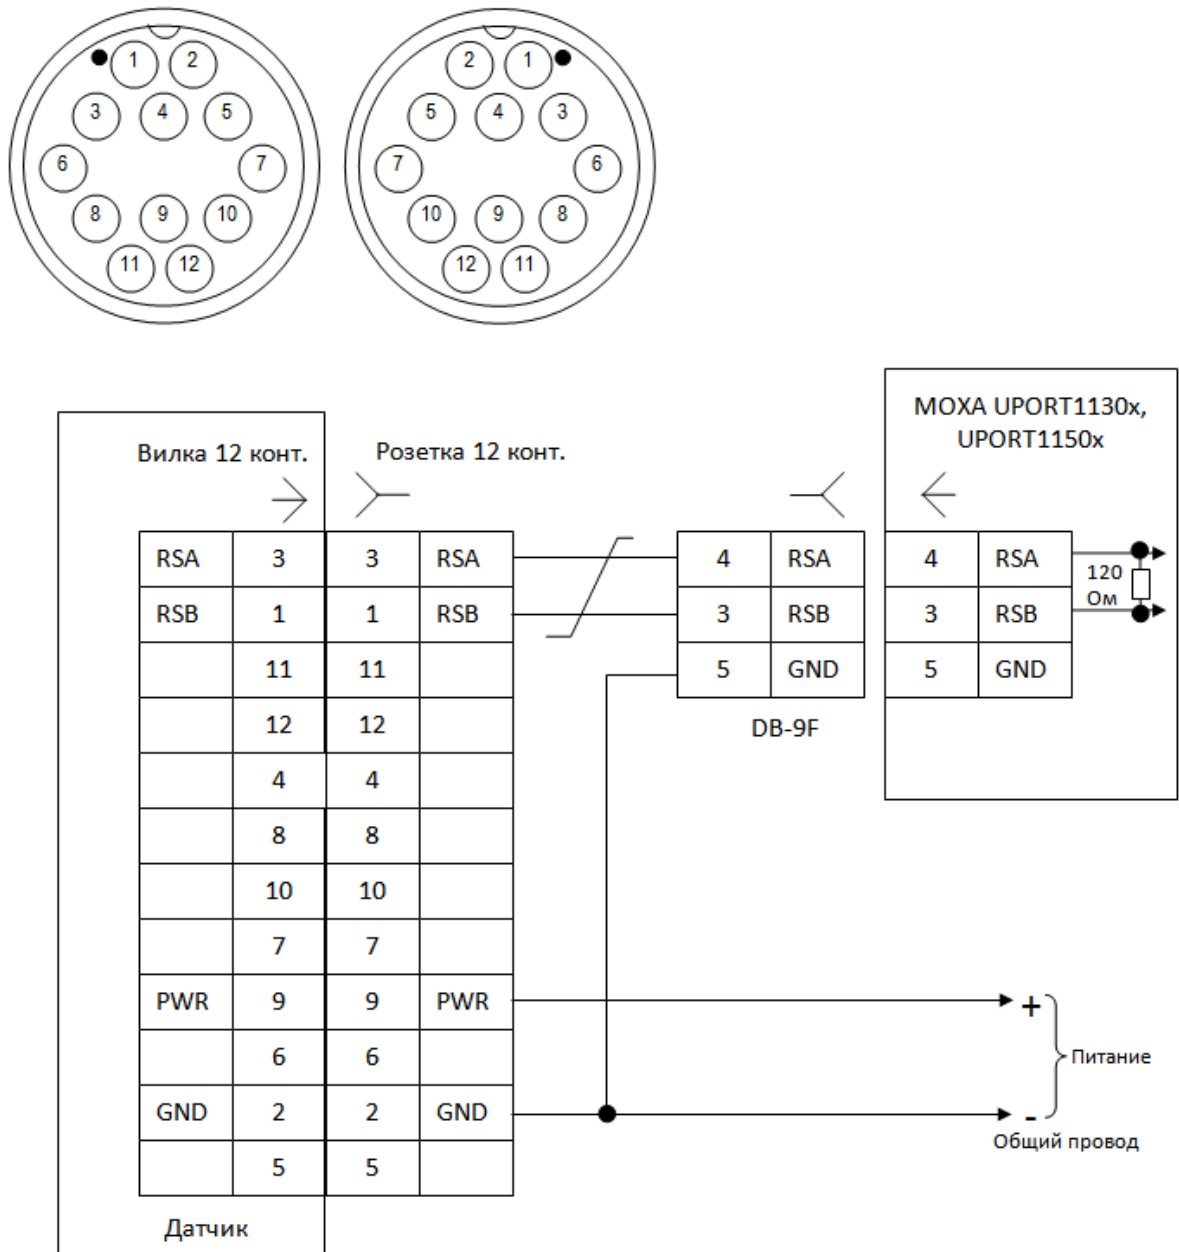 1 2
3 4 5
6 7
8 9 10
11 12
2 1
5 4 3
7 6
10 9 8
12 11
MOXA UPORT1130x,
UPORT1150x
Вилка 12 конт.
Розетка 12 конт.
RSA 3 3 RSA 4 RSA 4 RSA
120
Ом
RSB 1 1 RSB 3 RSB 3 RSB
11 11 5 GND 5 GND
12 12
DB-9F
4 4
8 8
10 10
7 7
PWR 9 9 PWR +
6 6
Питание
GND 2 2 GND -
Общий провод
5 5
Датчик